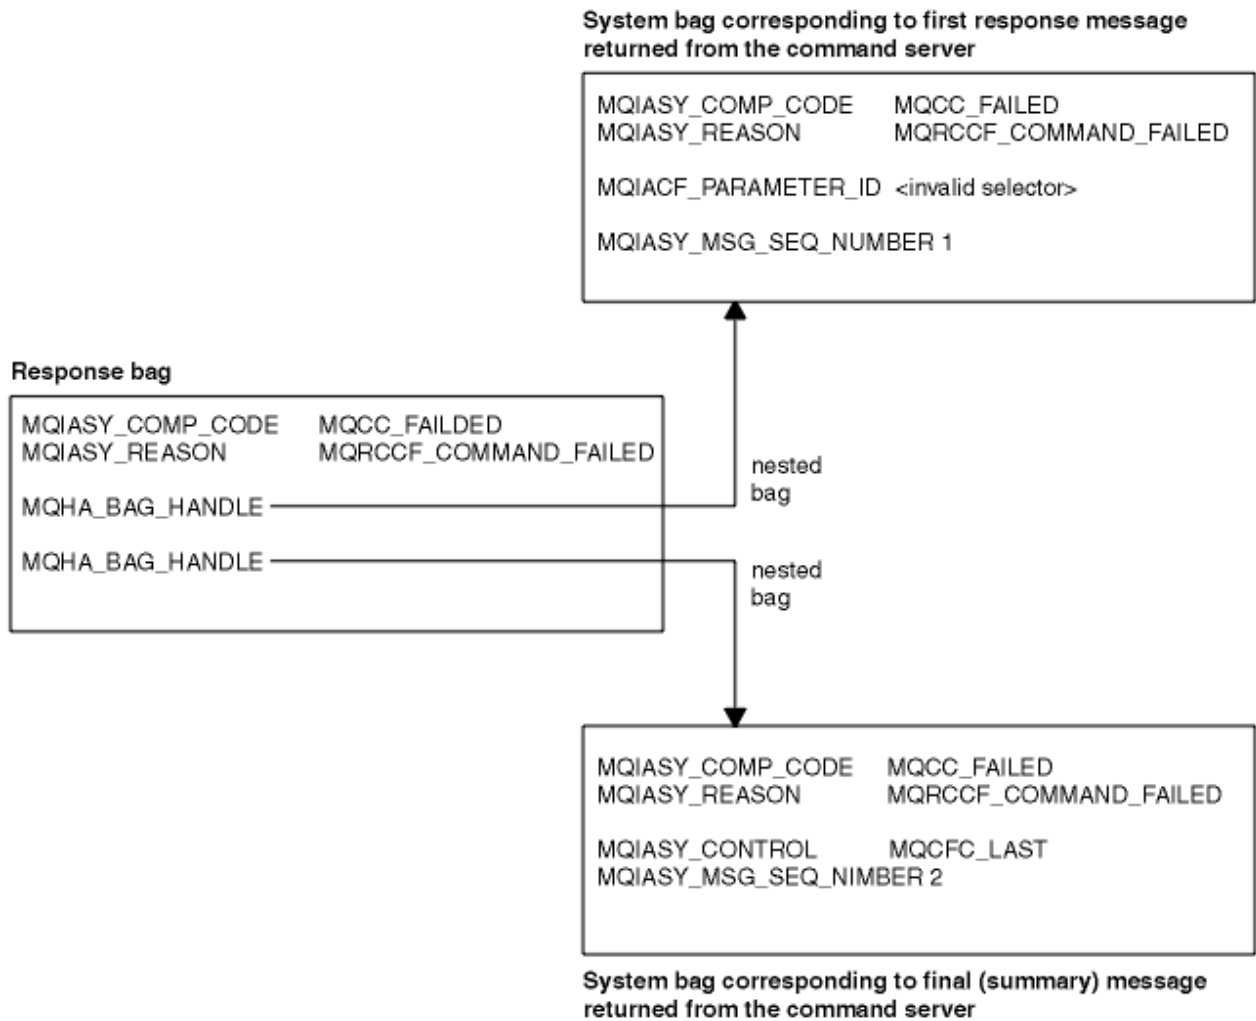 System bag corresponding to first response message
returned from the command server
MQIASY_COMP_CODE MQCC_FAILED
MQIASY_REASON MQRCCF_COMMAND_FAILED
MQIACF_PARAMETER_ID <invalid selector>
MQIASY_MSG_SEQ_NUMBER 1
Response bag
MQIASY_COMP_CODE MQCC_FAILDED
MQIASY_REASON MQRCCF_COMMAND_FAILED
MQHA_BAG_HANDLE
nested
bag
MQHA_BAG_HANDLE
nested
bag
MQIASY_COMP_CODE MQCC_FAILED
MQIASY_REASON MQRCCF_COMMAND_FAILED
MQIASY_CONTROL MQCFC_LAST
MQIASY_MSG_SEQ_NIMBER 2
System bag corresponding to final (summary) message
returned from the command server